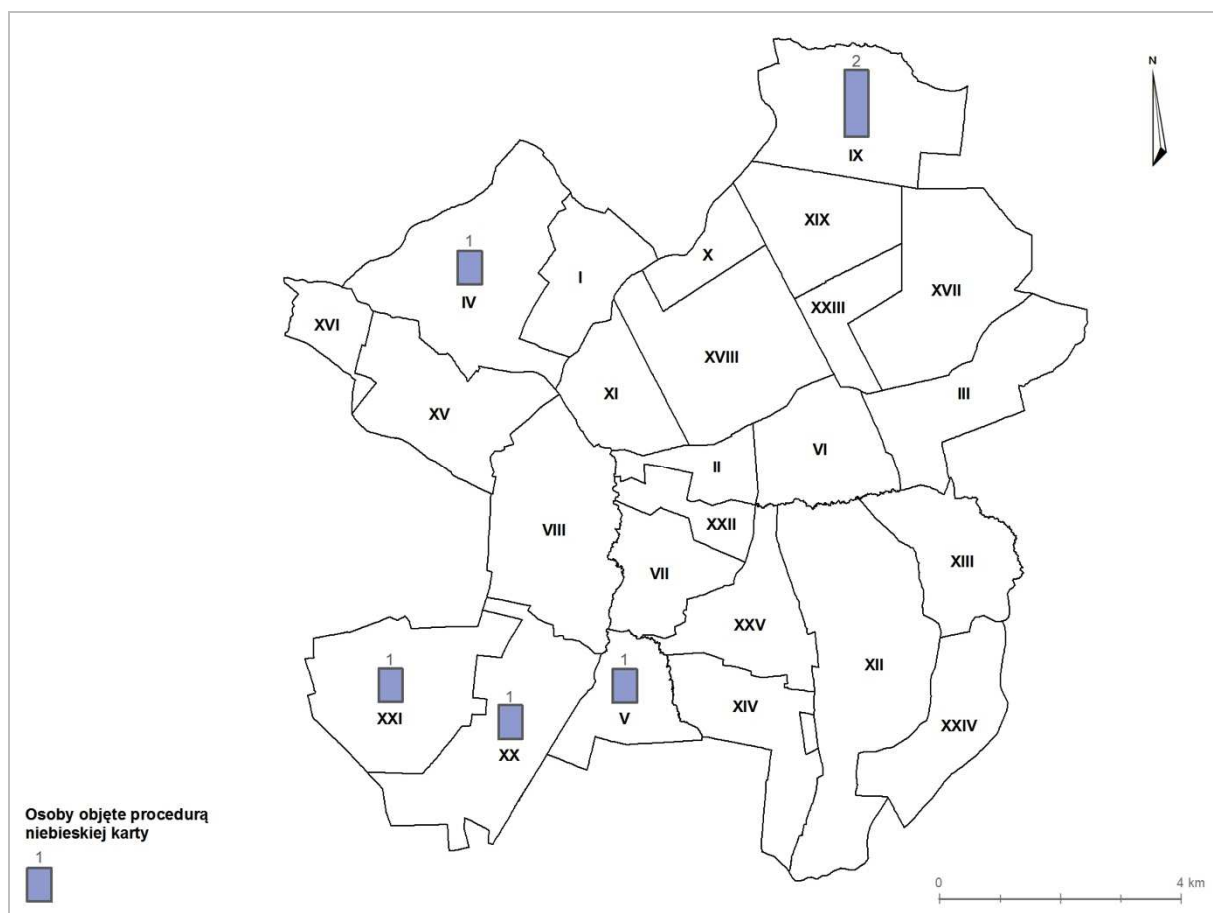 N
2
IX
XIX
X
1
IV
I
XVII
XXIII
XVI
XVIII
XI
III
XV
VI
II
XXII
VIII
XIII
VII
XXV
XII
1
XXI
1
XX
1
V
XIV
XXIV
Osoby objęte procedurą
niebieskiej karty
1
0
4 km